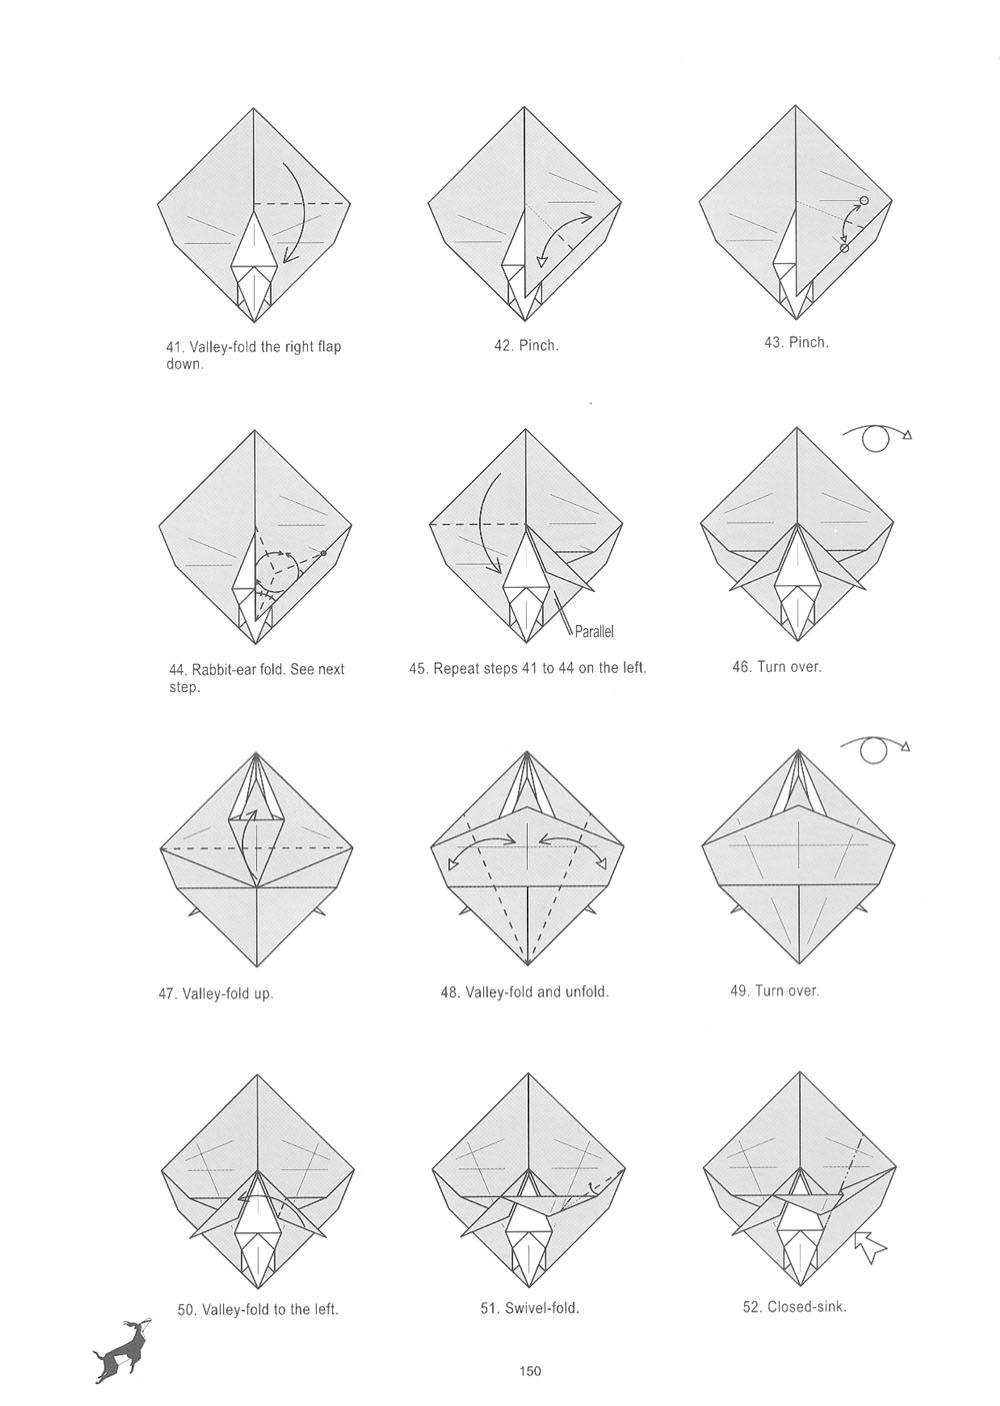 41. Valley-fold the right flap
down.
42. Pinch.
43. Pinch.
44. Rabbit-ear fold. See next
step.
Parallel
45. Repeat steps 41 to 44 on the left.
46. Turn over.
47. Valley-fold up.
48. Valley-fold and unfold.
49. Turn over.
50. Valley-fold to the left.
51. Swivel-fold.
52. Closed-sink.
150